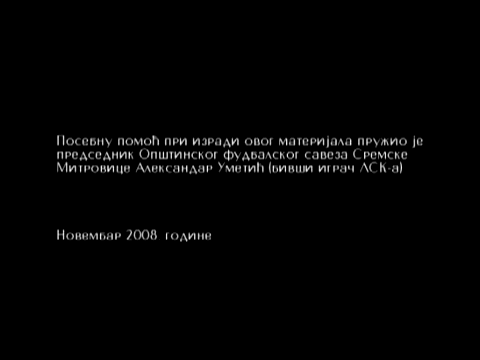 Посебну помоћ при изради овог материјала пружио је
председник Општинског фудбалског савеза Сремске
Митровице Александар Уметић (бивши играч ЛСК-а)
Новембар 2008. године